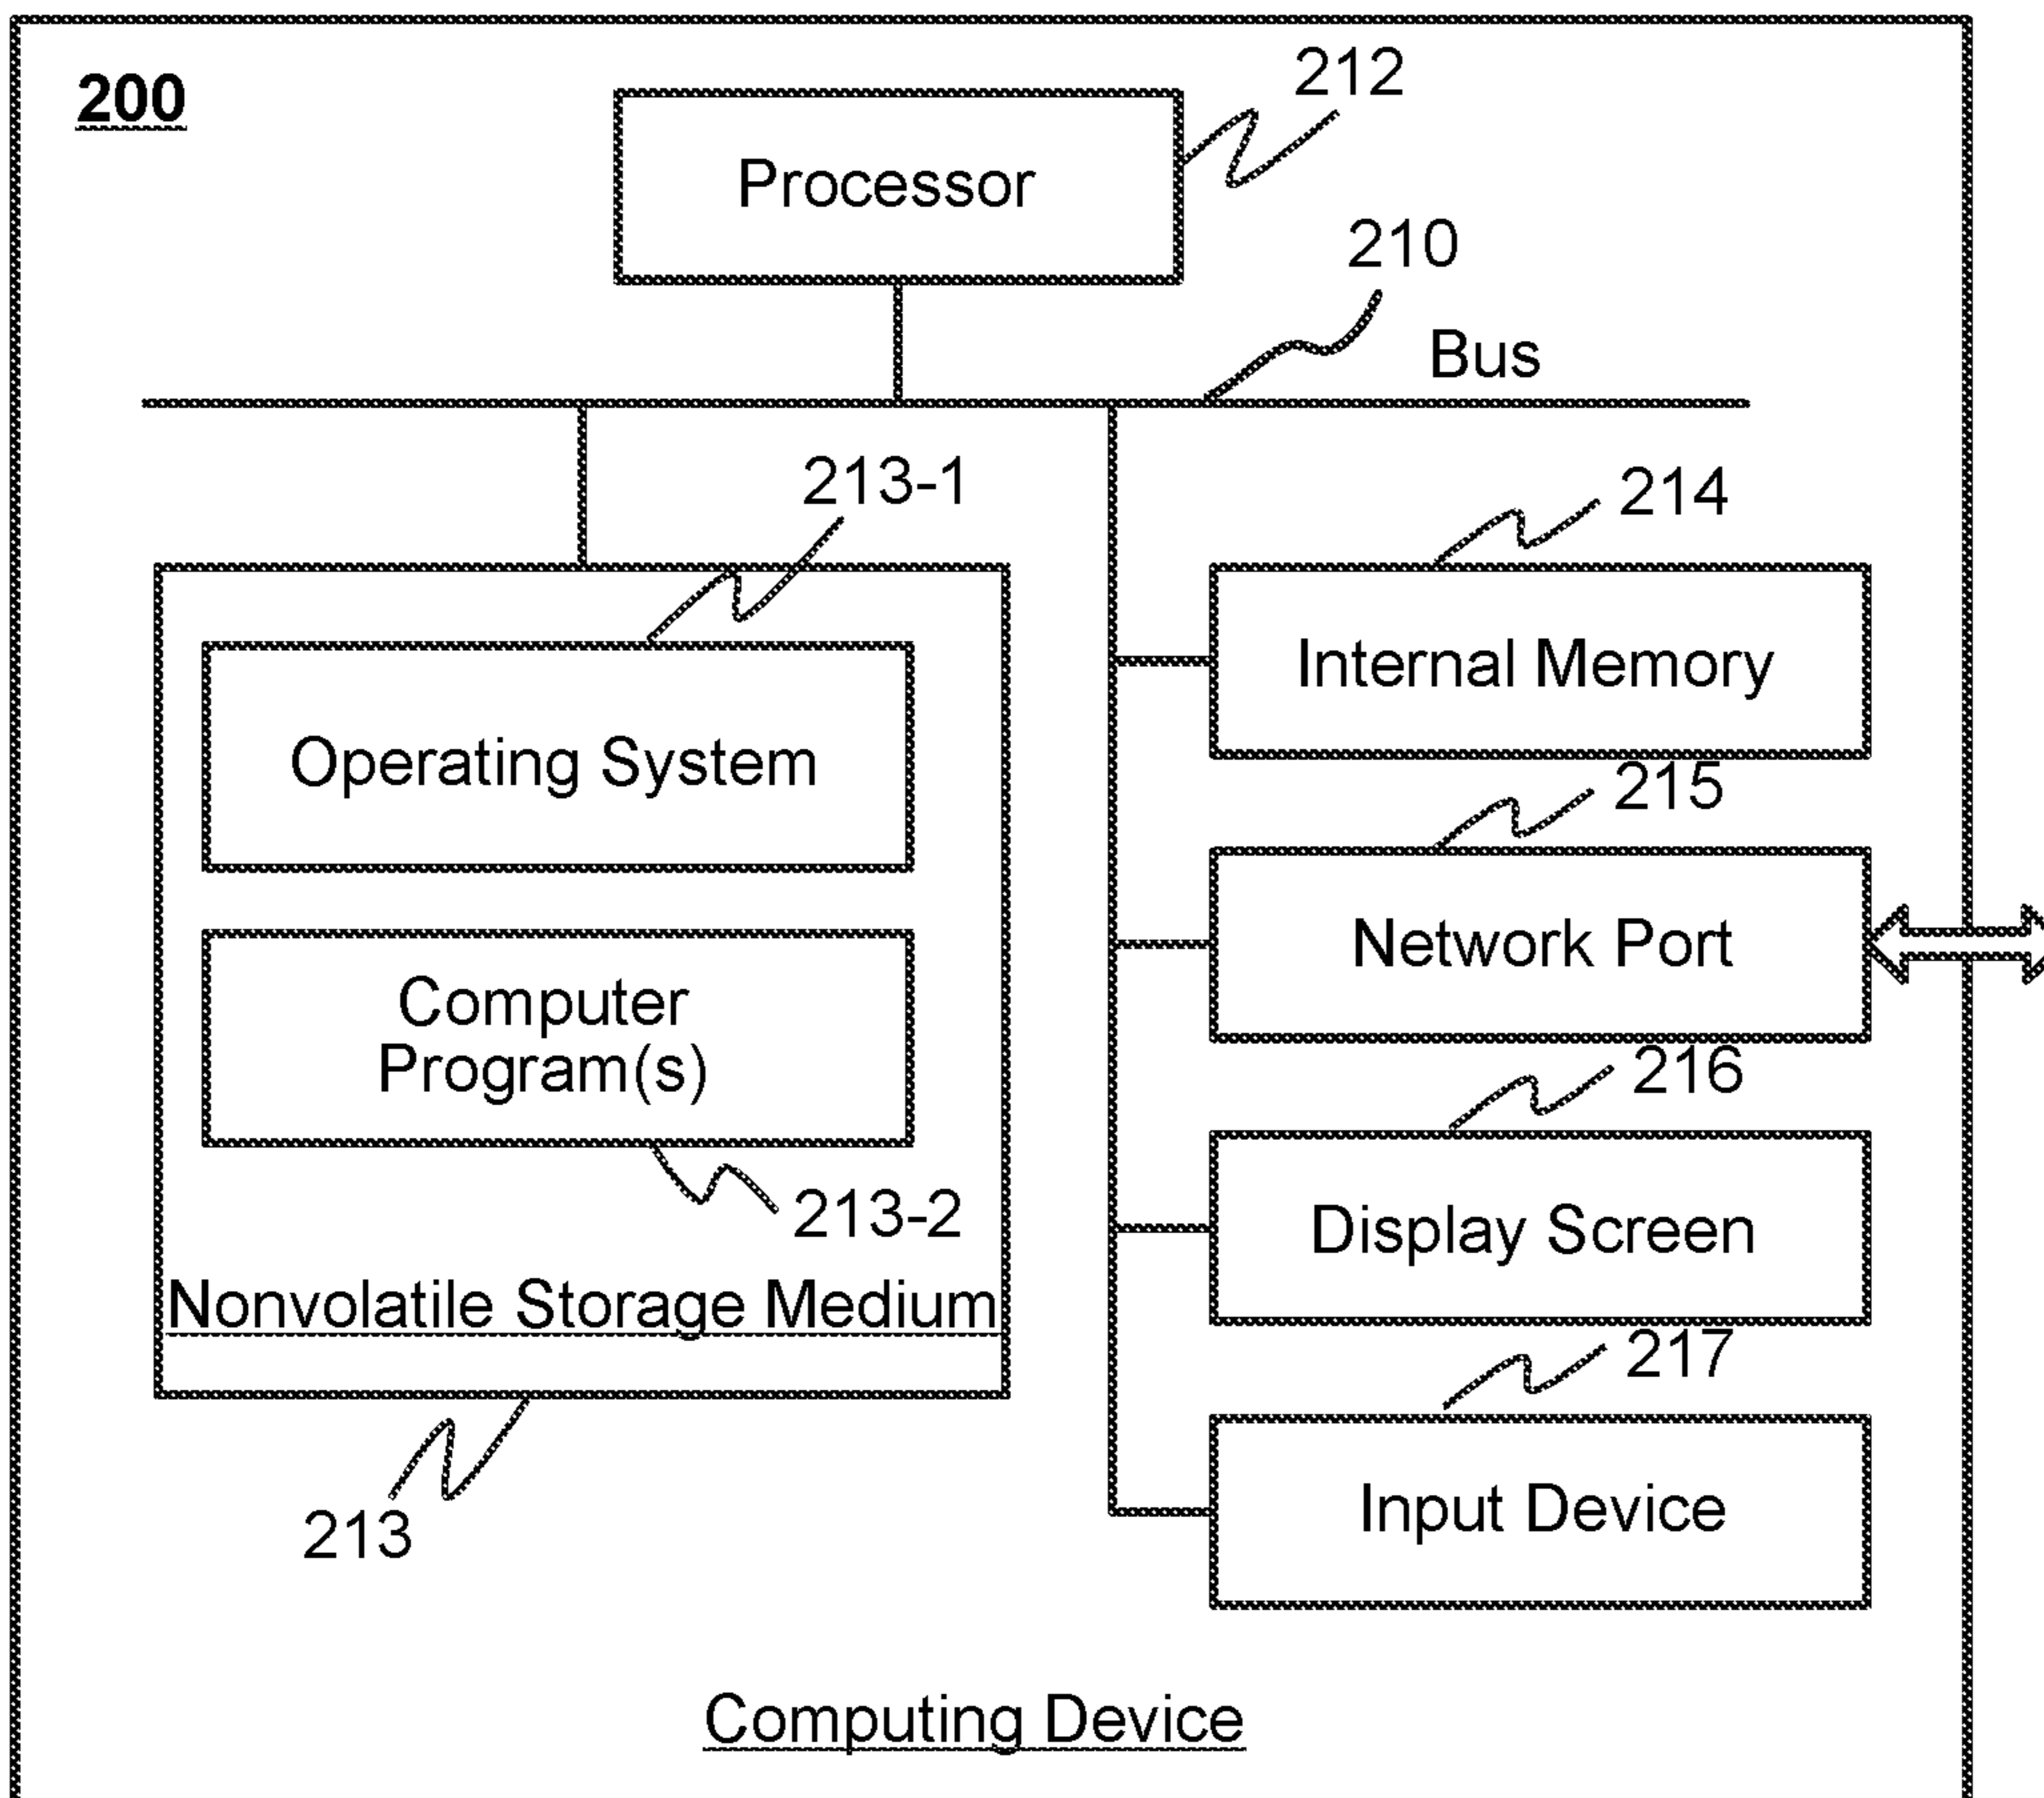 200
212
Processor
210
Bus
213-1
214
Operating System
Internal Memory
215
Network Port
Computer
Program(s)
216
213-2
Display Screen
Nonvolatile Storage Medium
217
Input Device
213
Computing Device